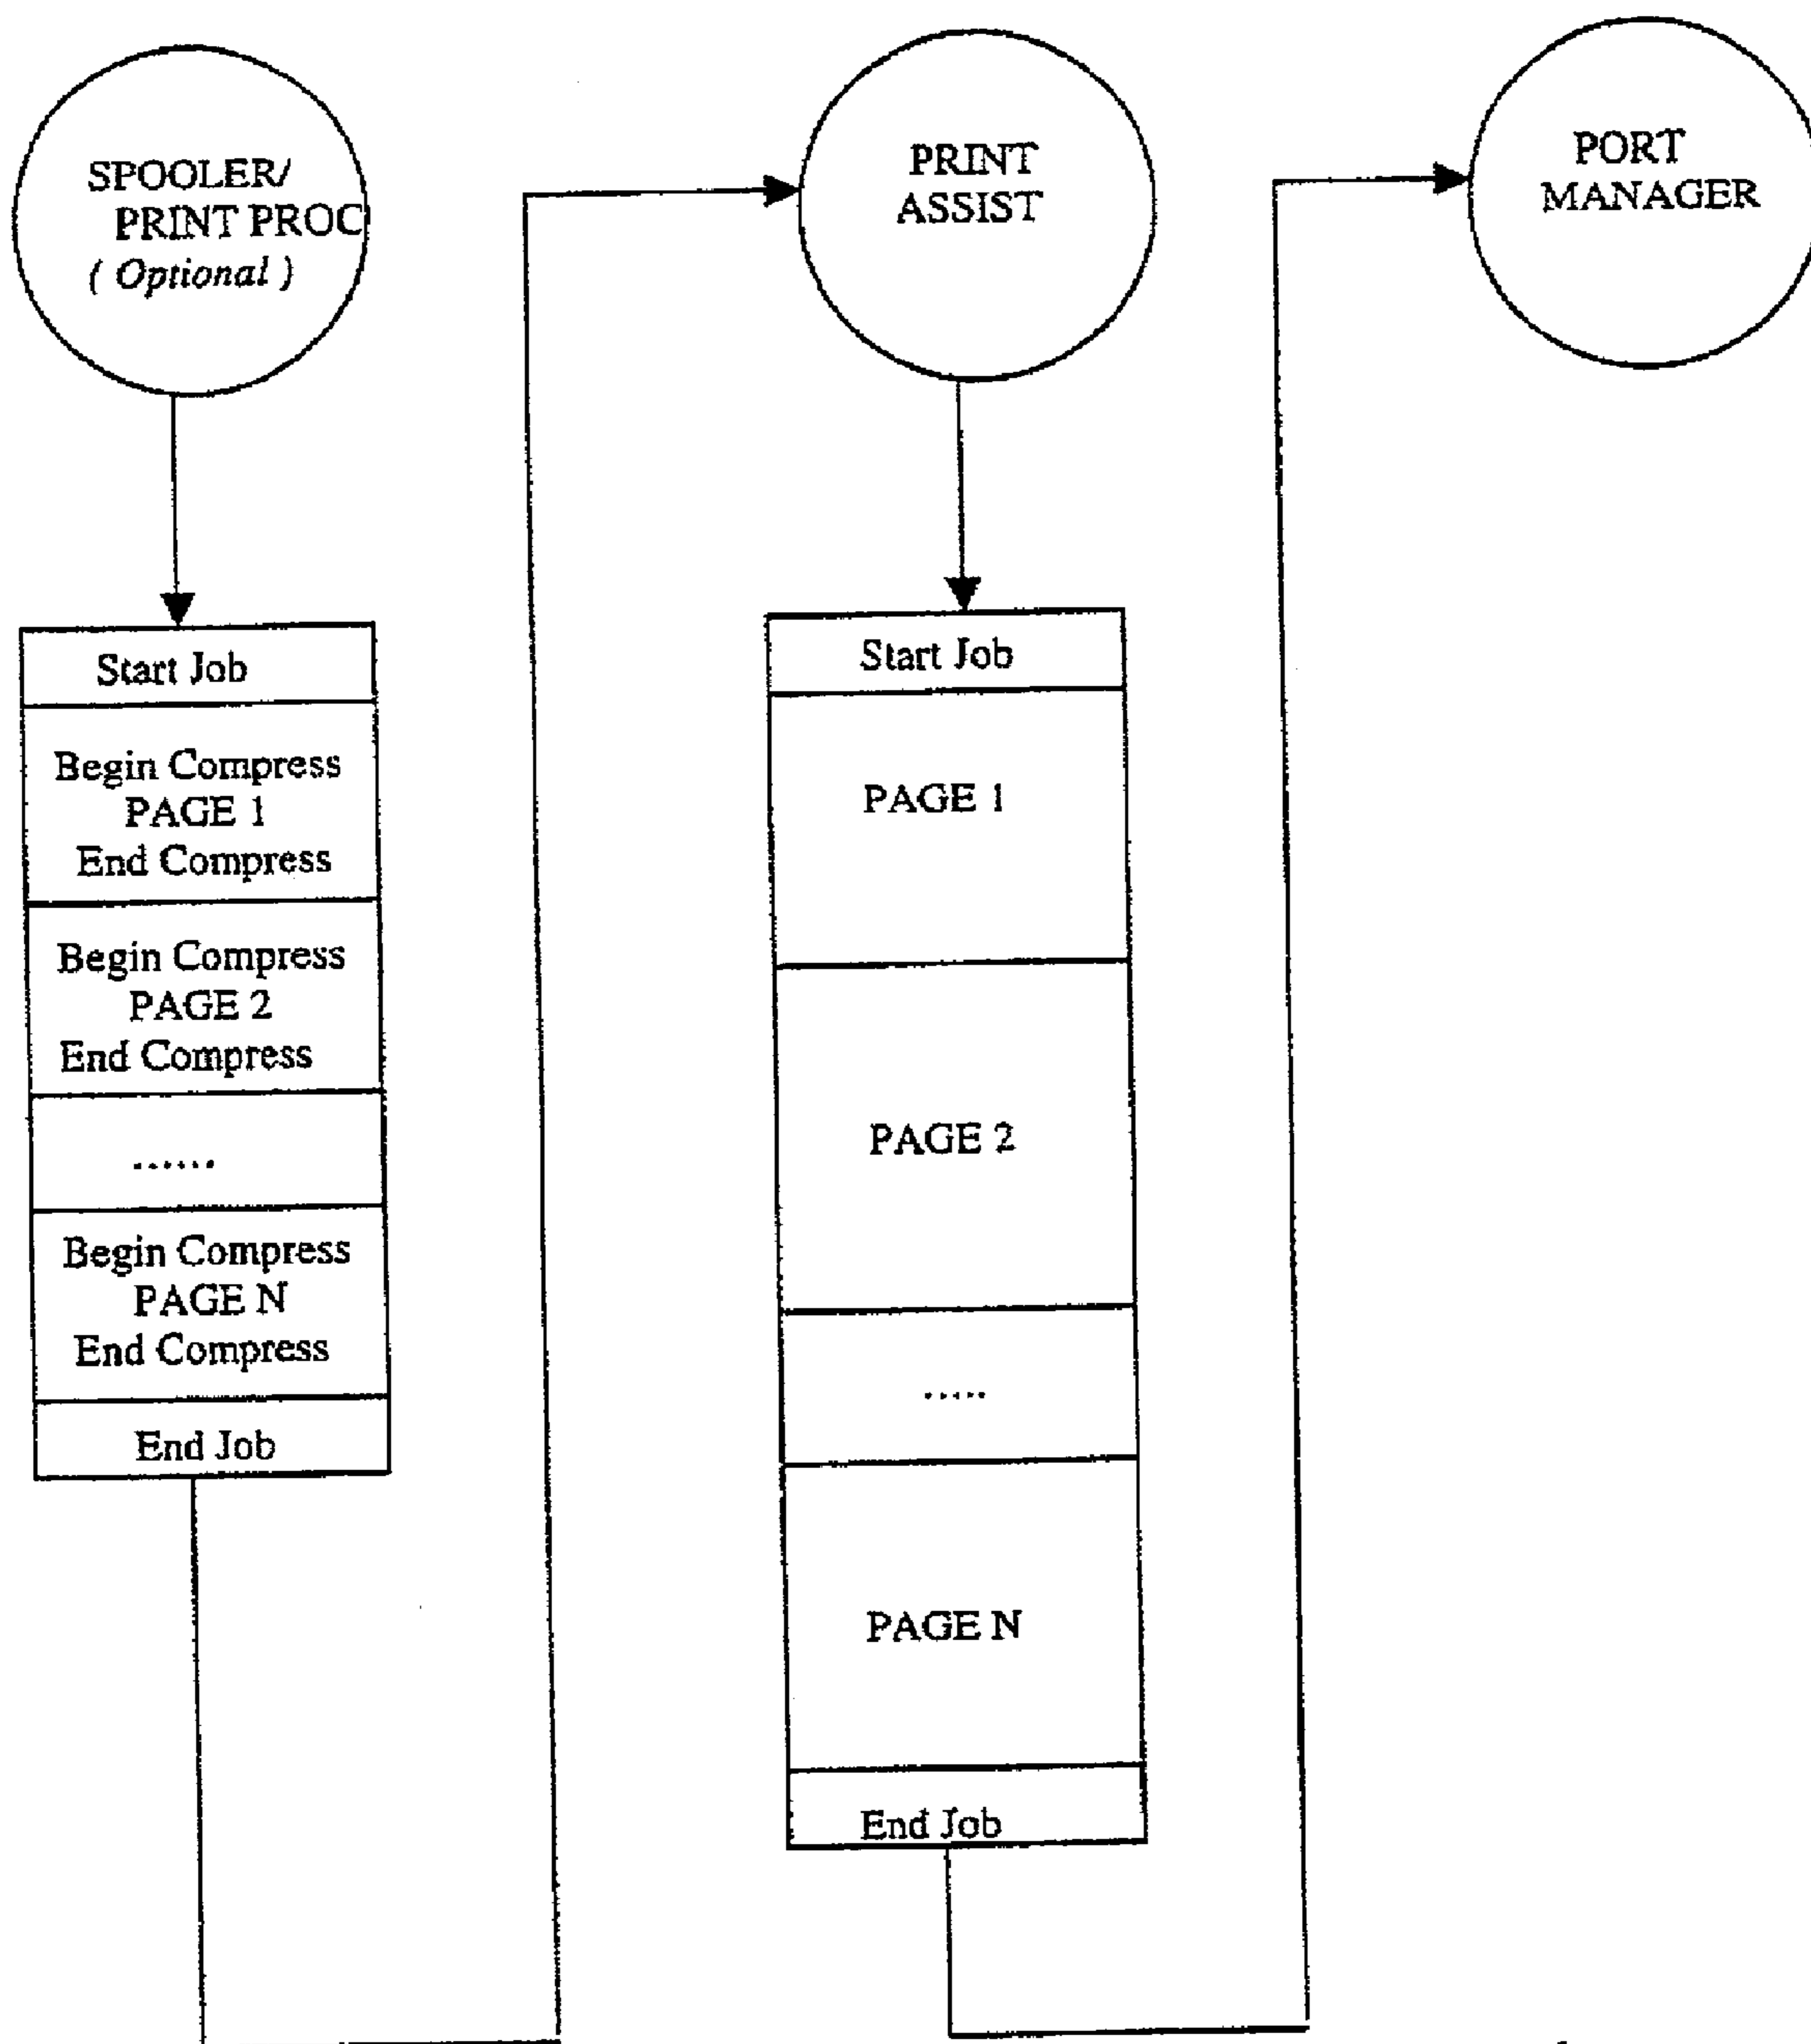 SPOOLER/
PRINT PROC
( Optional )
Start Job
Begin Compress
PAGE 1
End Compress
Begin Compress
PAGE 2
End Compress
......
Begin Compress
PAGE N
End Compress
End Job
PRINT
ASSIST
Start Job
PAGE 1
PAGE 2
.....
PAGE N
End Job
PORT
MANAGER